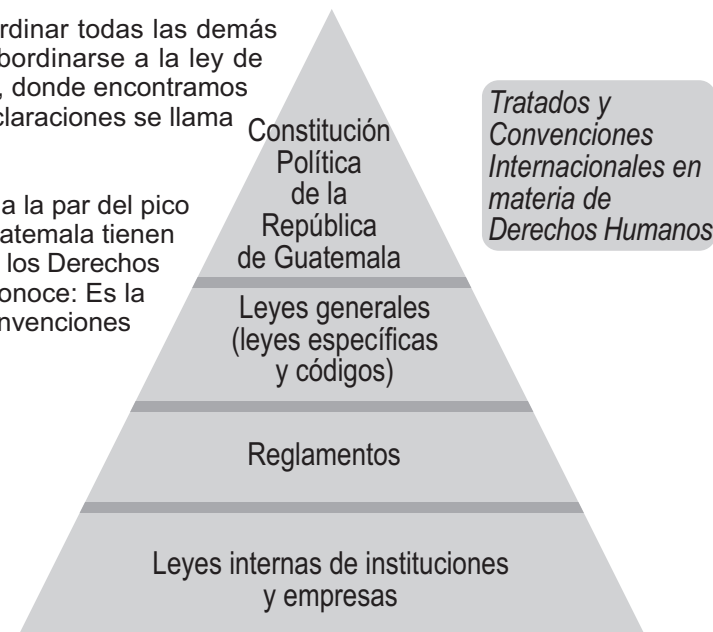 rdinar todas las demás
bordinarse a la ley de
, donde encontramos
claraciones se llama
a la par del pico
atemala tienen
los Derechos
onoce: Es la
nvenciones
Constitución
Política
de la
República
de Guatemala
Tratados y
Convenciones
Internacionales en
materia de
Derechos Humanos
Leyes generales
(leyes específicas
y códigos)
Reglamentos
Leyes internas de instituciones
y empresas